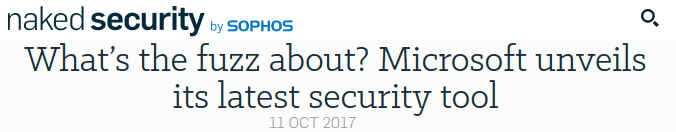 naked security by SOPHOS
What's the fuzz about? Microsoft unveils
its latest security tool
11 OCT 2017